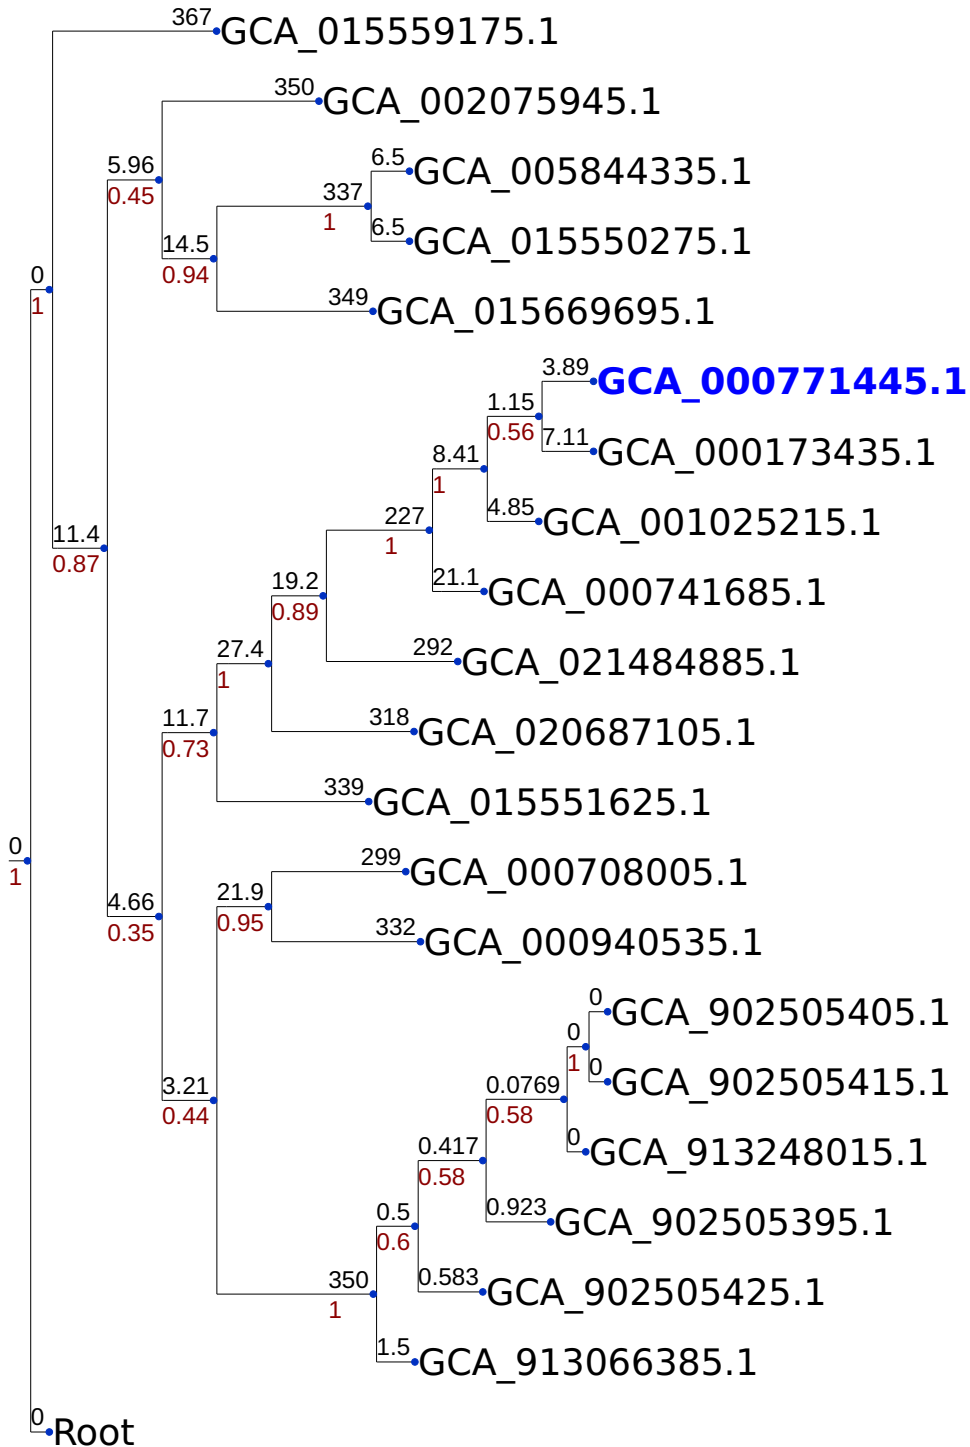 367 GCA_015559175.1
350 GCA_002075945.1
5.96
6.5 GCA_005844335.1
0.45
337
1
6.5 GCA_015550275.1
14.5
0.94
0
1
349 GCA_015669695.1
3.89 GCA_000771445.1
1.15
0.56
7.11 GCA_000173435.1
8.41
1
4.85 GCA_001025215.1
227
1
11.4
0.87
19.2
0.89
21.1 GCA_000741685.1
27.4
1
292 GCA_021484885.1
11.7
0.73
318 GCA_020687105.1
339 GCA_015551625.1
0
1
299 GCA_000708005.1
21.9
0.95
4.66
0.35
332 GCA_000940535.1
0 GCA_902505405.1
0
1
0 GCA_902505415.1
3.21
0.44
0.0769
0.58
0 GCA_913248015.1
0.417
0.58
0.923 GCA_902505395.1
0.5
0.6
350
1
0.583 GCA_902505425.1
1.5 GCA_913066385.1
0 Root